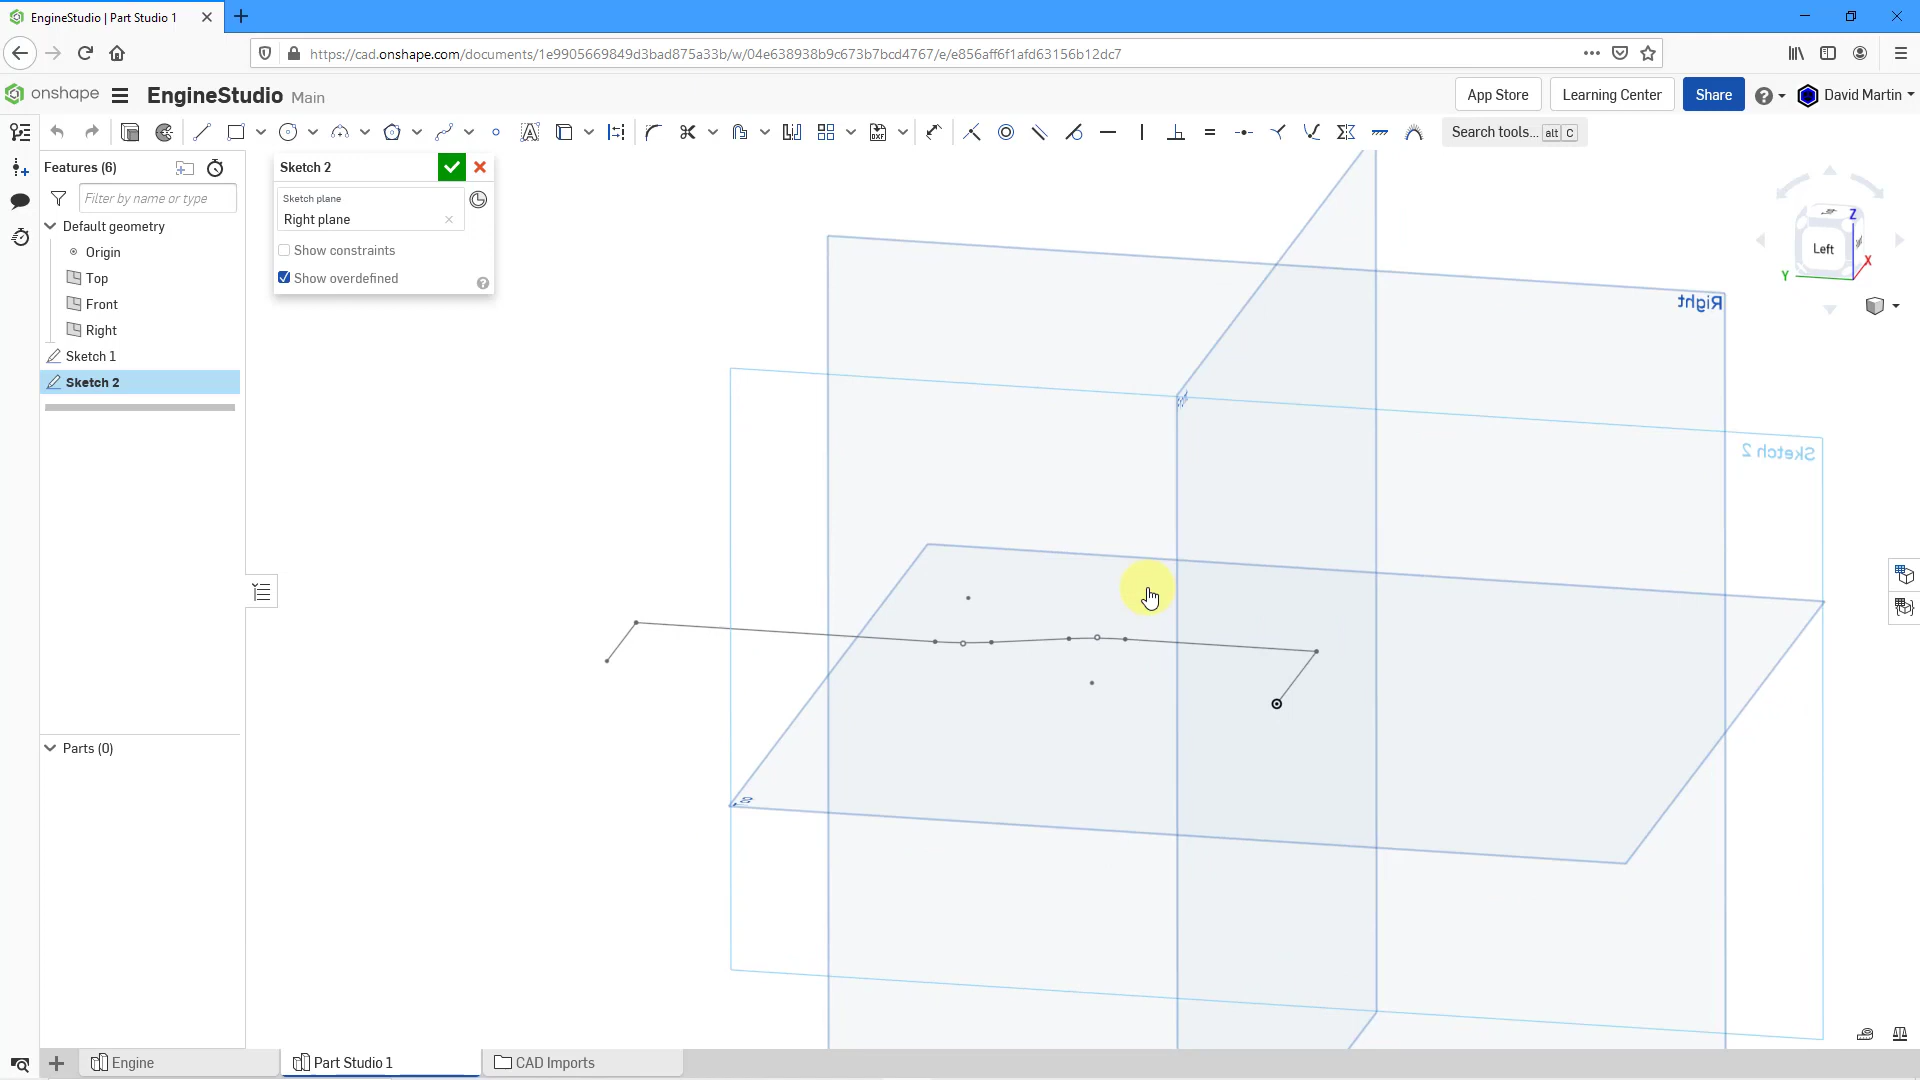 EngineStudio | Part Studio 1
https://cad.onshape.com/documents/1e9905669849d3bad875a33b/w/04e638938b9c673b7bcd4767/e/e856aff6f1afd63156b12dc7
onshape
EngineStudio Main
App Store
Learning Center
Share
David Martin
Search tools... alt C
Features (6)
Filter by name or type
Default geometry
Origin
Top
Front
Right
Sketch 1
Sketch 2
Parts (0)
Sketch 2
Sketch plane
Right plane
Show constraints
Show overdefined
Right
Sketch 2
Left
Z
X
Y
Engine
Part Studio 1
CAD Imports